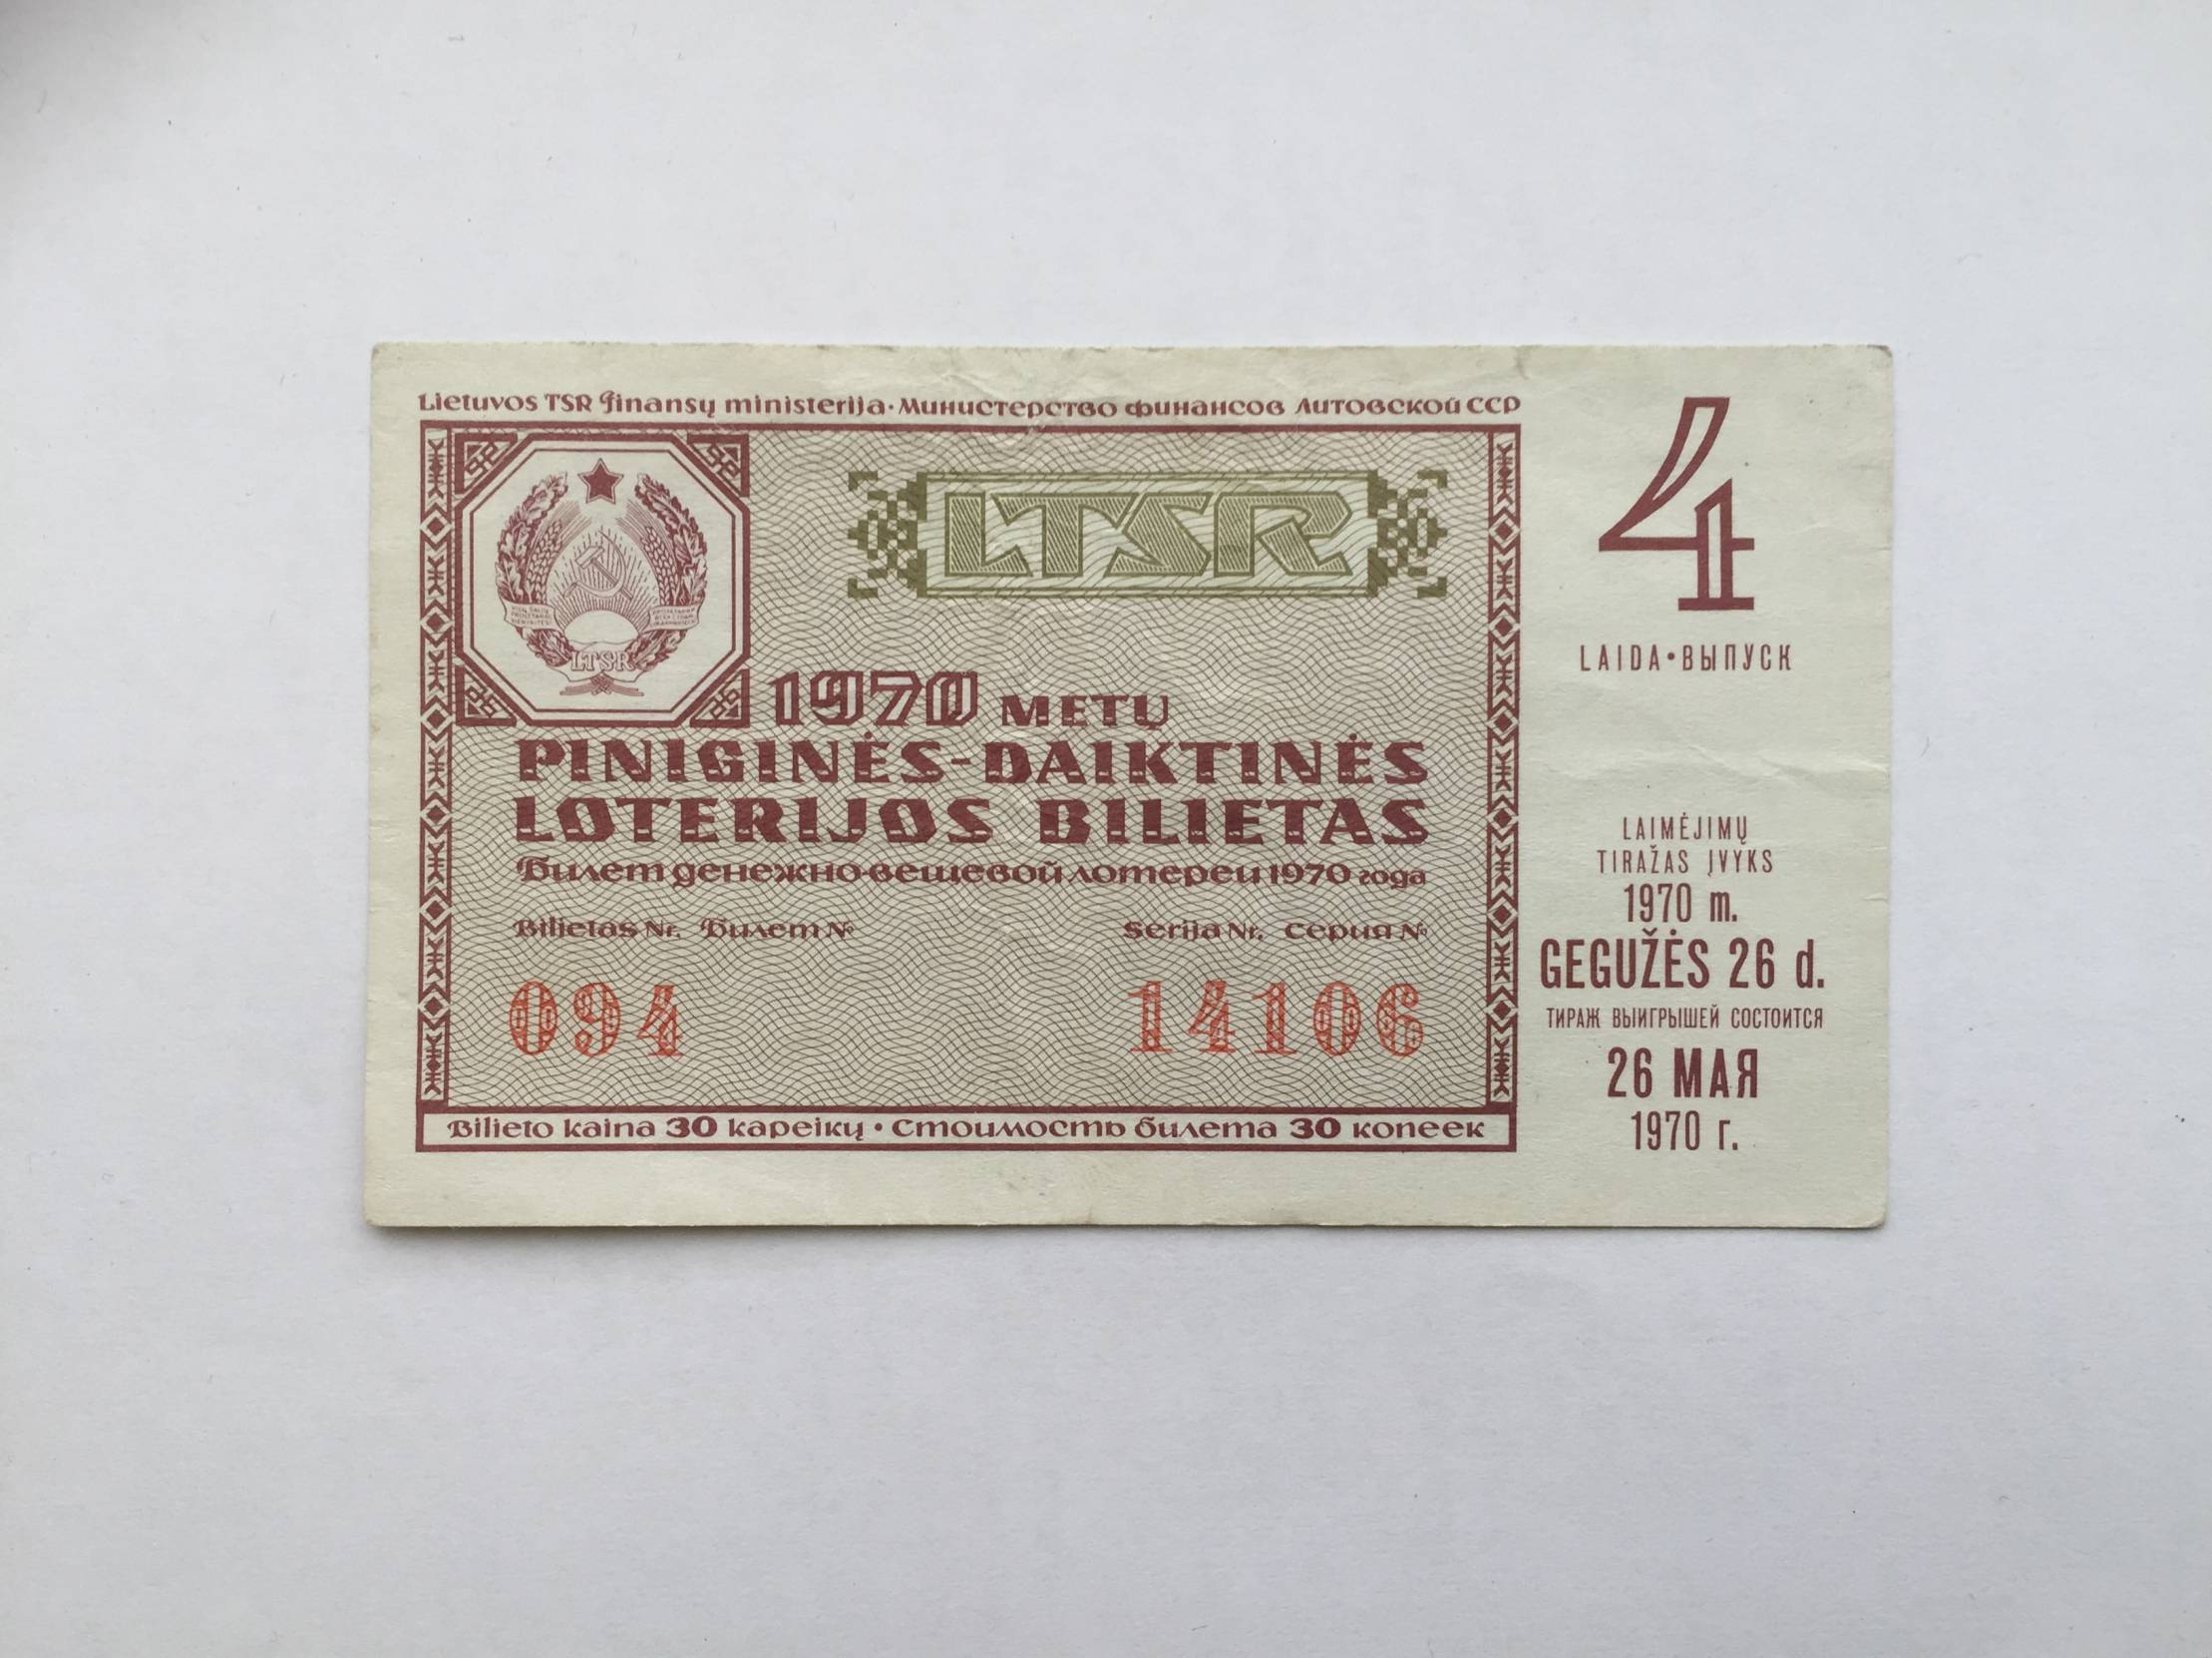 Lietuvos TSR finansų ministerija · Министерство финансов Литовской ССР
LTSR
LTSR
1970 METŲ
PINIGINĖS-DAIKTINĖS
LOTERIJOS BILIETAS
Билет денежно-вещевой лотереи 1970 года
Bilietas Nr. Билет №
Serija Nr. Серия №
094
14106
Bilieto kaina 30 kapeikų • Стоимость билета 30 копеек
4
LAIDA • ВЫПУСК
LAIMĖJIMŲ
TIRAŽAS ĮVYKS
1970 m.
GEGUŽĖS 26 d.
ТИРАЖ ВЫИГРЫШЕЙ СОСТОИТСЯ
26 МАЯ
1970 г.